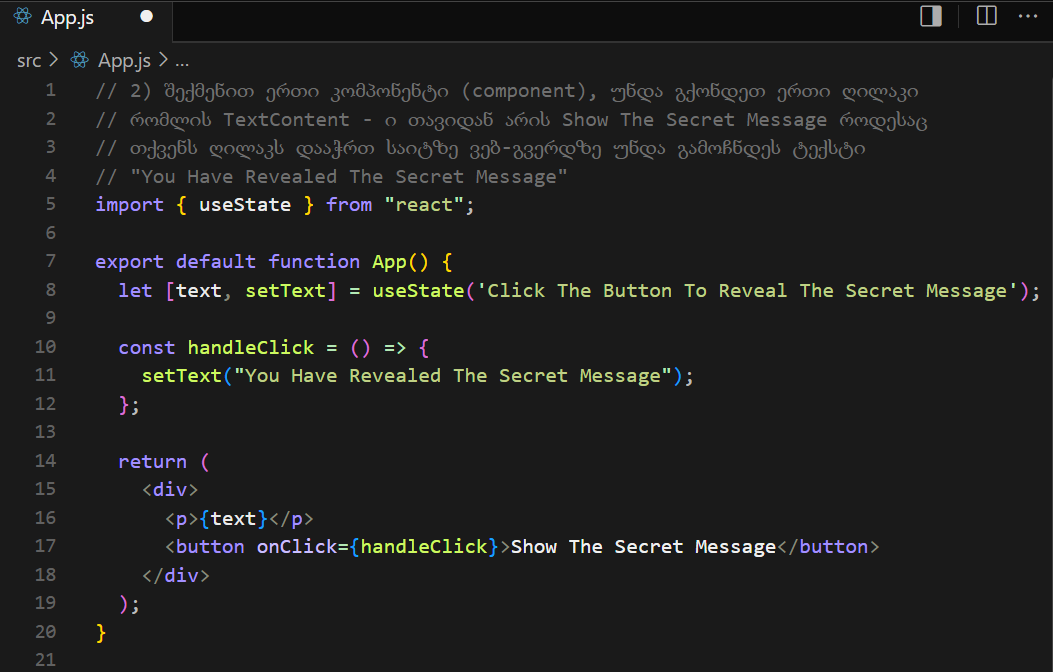 App.js
src > App.js > ...
1 // 2) შექმენით ერთი კომპონენტი (component), უნდა გქონდეთ ერთი ღილაკი
2 // რომლის TextContent - ი თავიდან არის Show The Secret Message როდესაც
3 // თქვენს ღილაკს დააჭრთ საიტზე ვებ-გვერდზე უნდა გამოჩნდეს ტექსტი
4 // "You Have Revealed The Secret Message"
5 import { useState } from "react";
6
7 export default function App() {
8   let [text, setText] = useState('Click The Button To Reveal The Secret Message');
9
10   const handleClick = () => {
11     setText("You Have Revealed The Secret Message");
12   };
13
14   return (
15     <div>
16       <p>{text}</p>
17       <button onClick={handleClick}>Show The Secret Message</button>
18     </div>
19   );
20 }
21